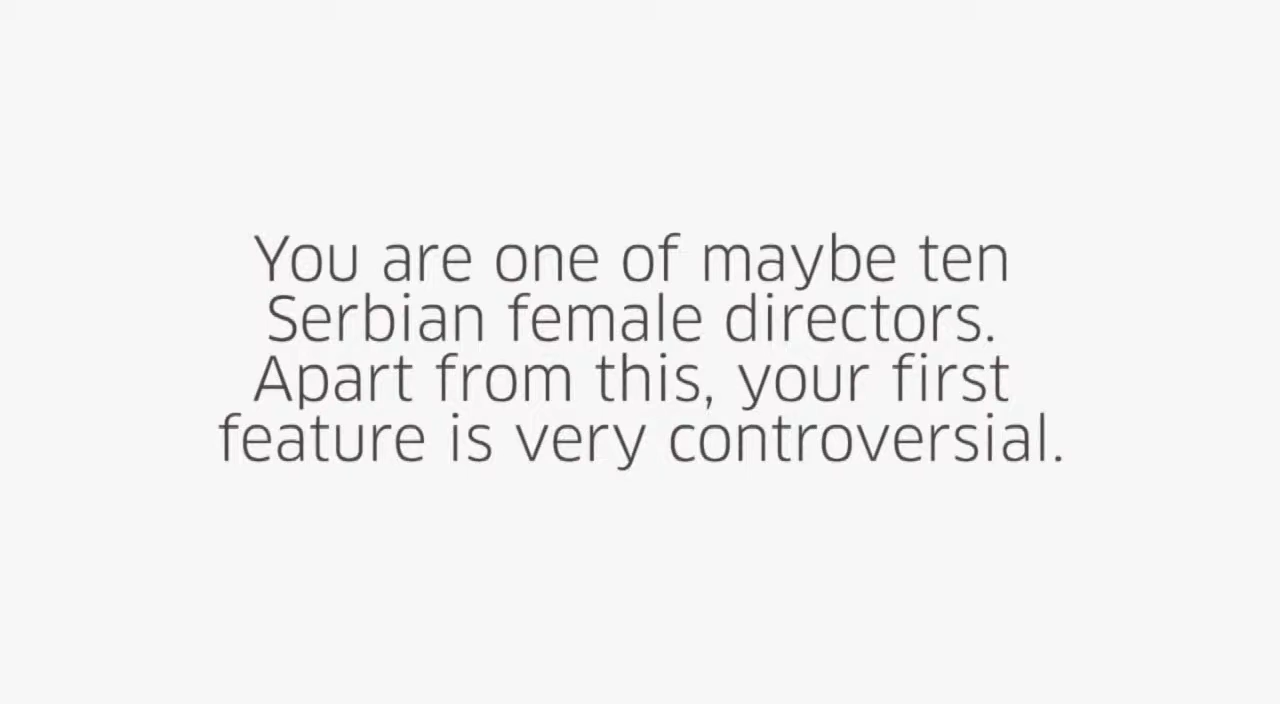 You are one of maybe ten
Serbian female directors.
Apart from this, your first
feature is very controversial.